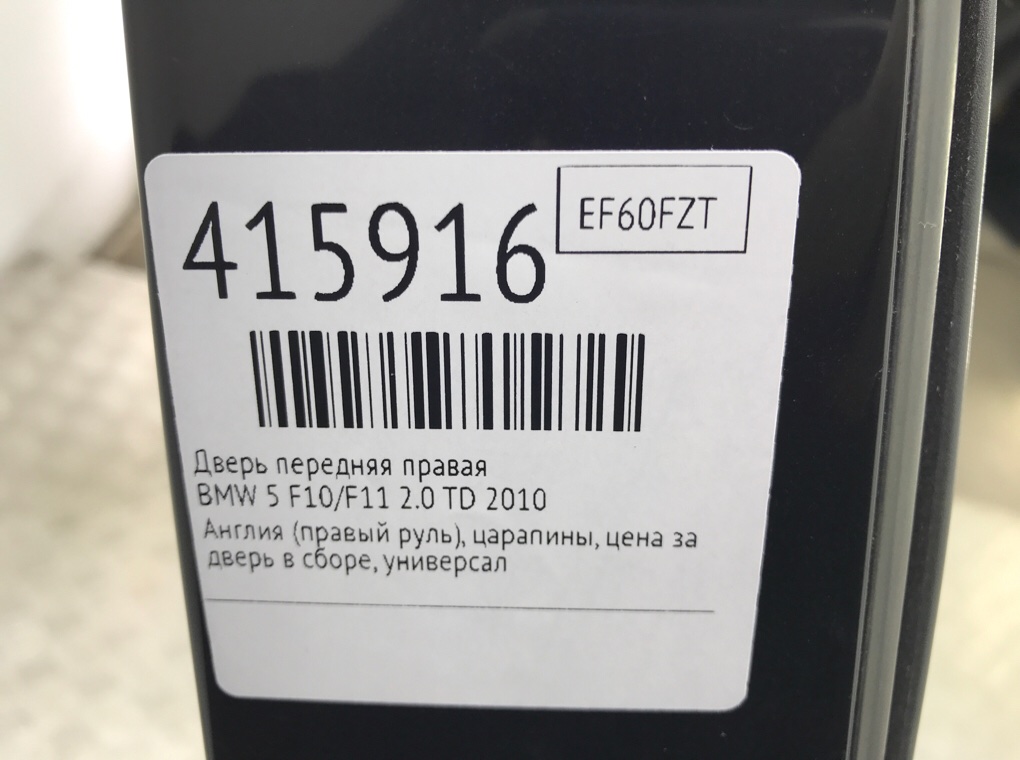 415916
EF60FZT
Дверь передняя правая
BMW 5 F10/F11 2.0 TD 2010
Англия (правый руль), царапины, цена за
дверь в сборе, универсал